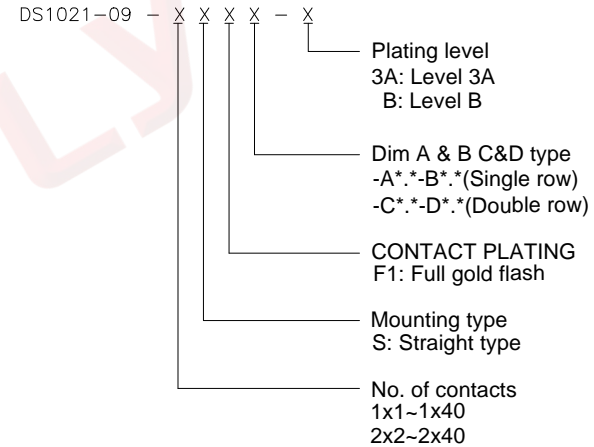 DS1021-09 - X X X X - X
Plating level
3A: Level 3A
B: Level B
Dim A & B C&D type
-A*.*-B*.*(Single row)
-C*.*-D*.*(Double row)
CONTACT PLATING
F1: Full gold flash
Mounting type
S: Straight type
No. of contacts
1x1~1x40
2x2~2x40